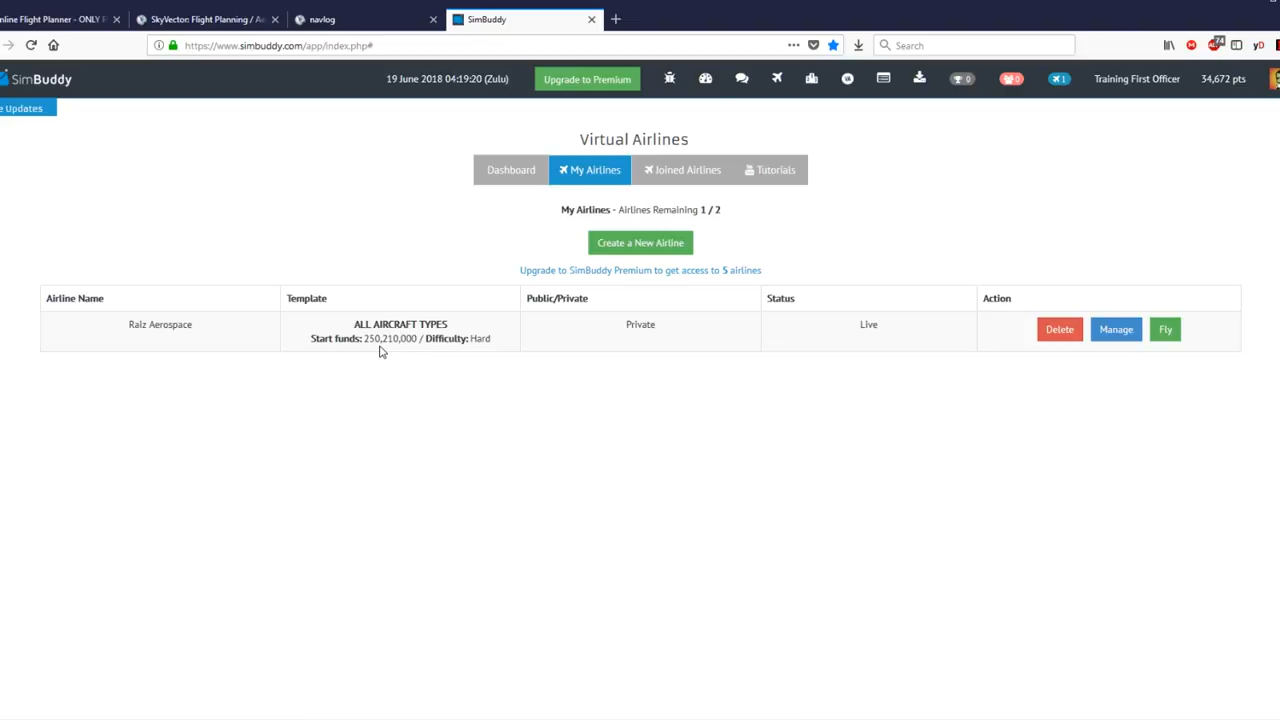 nline Flight Planner - ONLY F
SkyVector: Flight Planning / Ae
navlog
SimBuddy
https://www.simbuddy.com/app/index.php#
Search
SimBuddy
19 June 2018 04:19:20 (Zulu)
Upgrade to Premium
0
0
1
Training First Officer
34,672 pts
e Updates
Virtual Airlines
Dashboard
My Airlines
Joined Airlines
Tutorials
My Airlines - Airlines Remaining 1 / 2
Create a New Airline
Upgrade to SimBuddy Premium to get access to 5 airlines
Airline Name
Template
Public/Private
Status
Action
Raiz Aerospace
ALL AIRCRAFT TYPES
Start funds: 250,210,000 / Difficulty: Hard
Private
Live
Delete
Manage
Fly